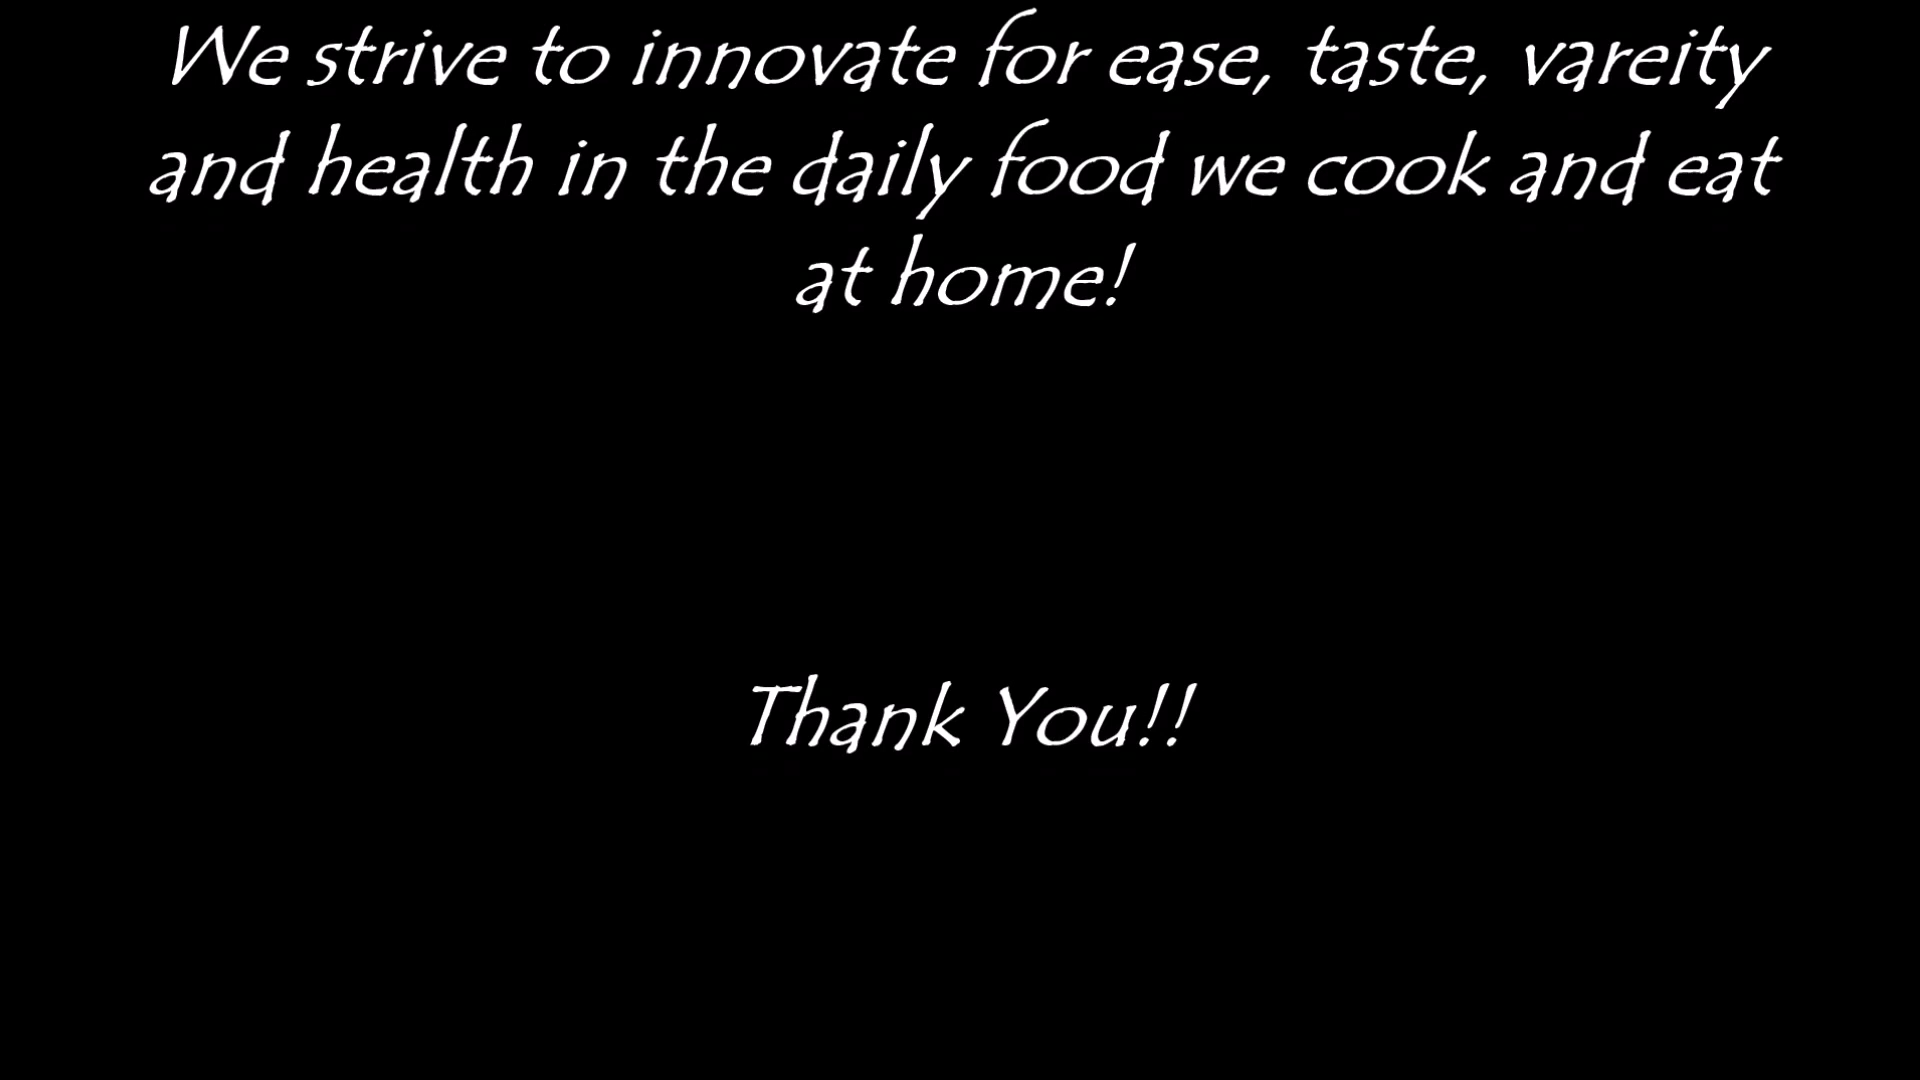 We strive to innovate for ease, taste, vareity
and health in the daily food we cook and eat
at home!
Thank You!!